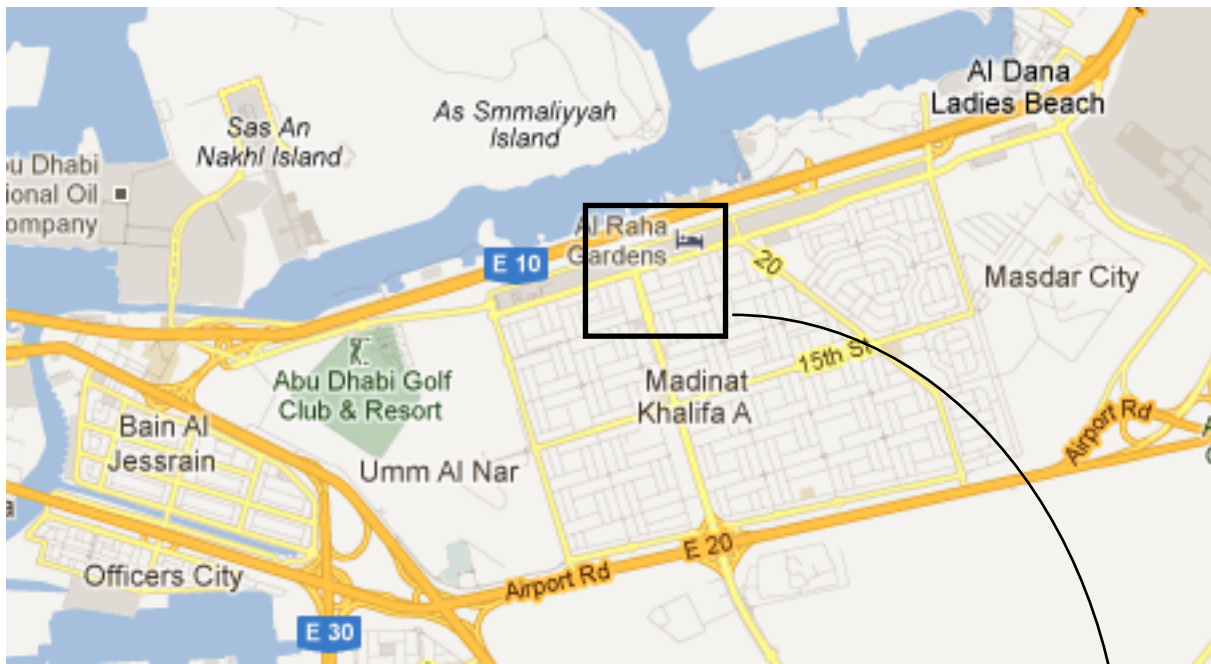 Al Dana
Ladies Beach
As Smmaliyyah
Island
Sas An
Nakhl Island
Dhabi
Oil
Al Raha
Gardens
E 10
20
Masdar City
15th St
Abu Dhabi Golf
Club & Resort
Madinat
Khalifa A
Bain Al
Jessrain
Airport Rd
Umm Al Nar
E 20
Officers City
Airport Rd
E 30